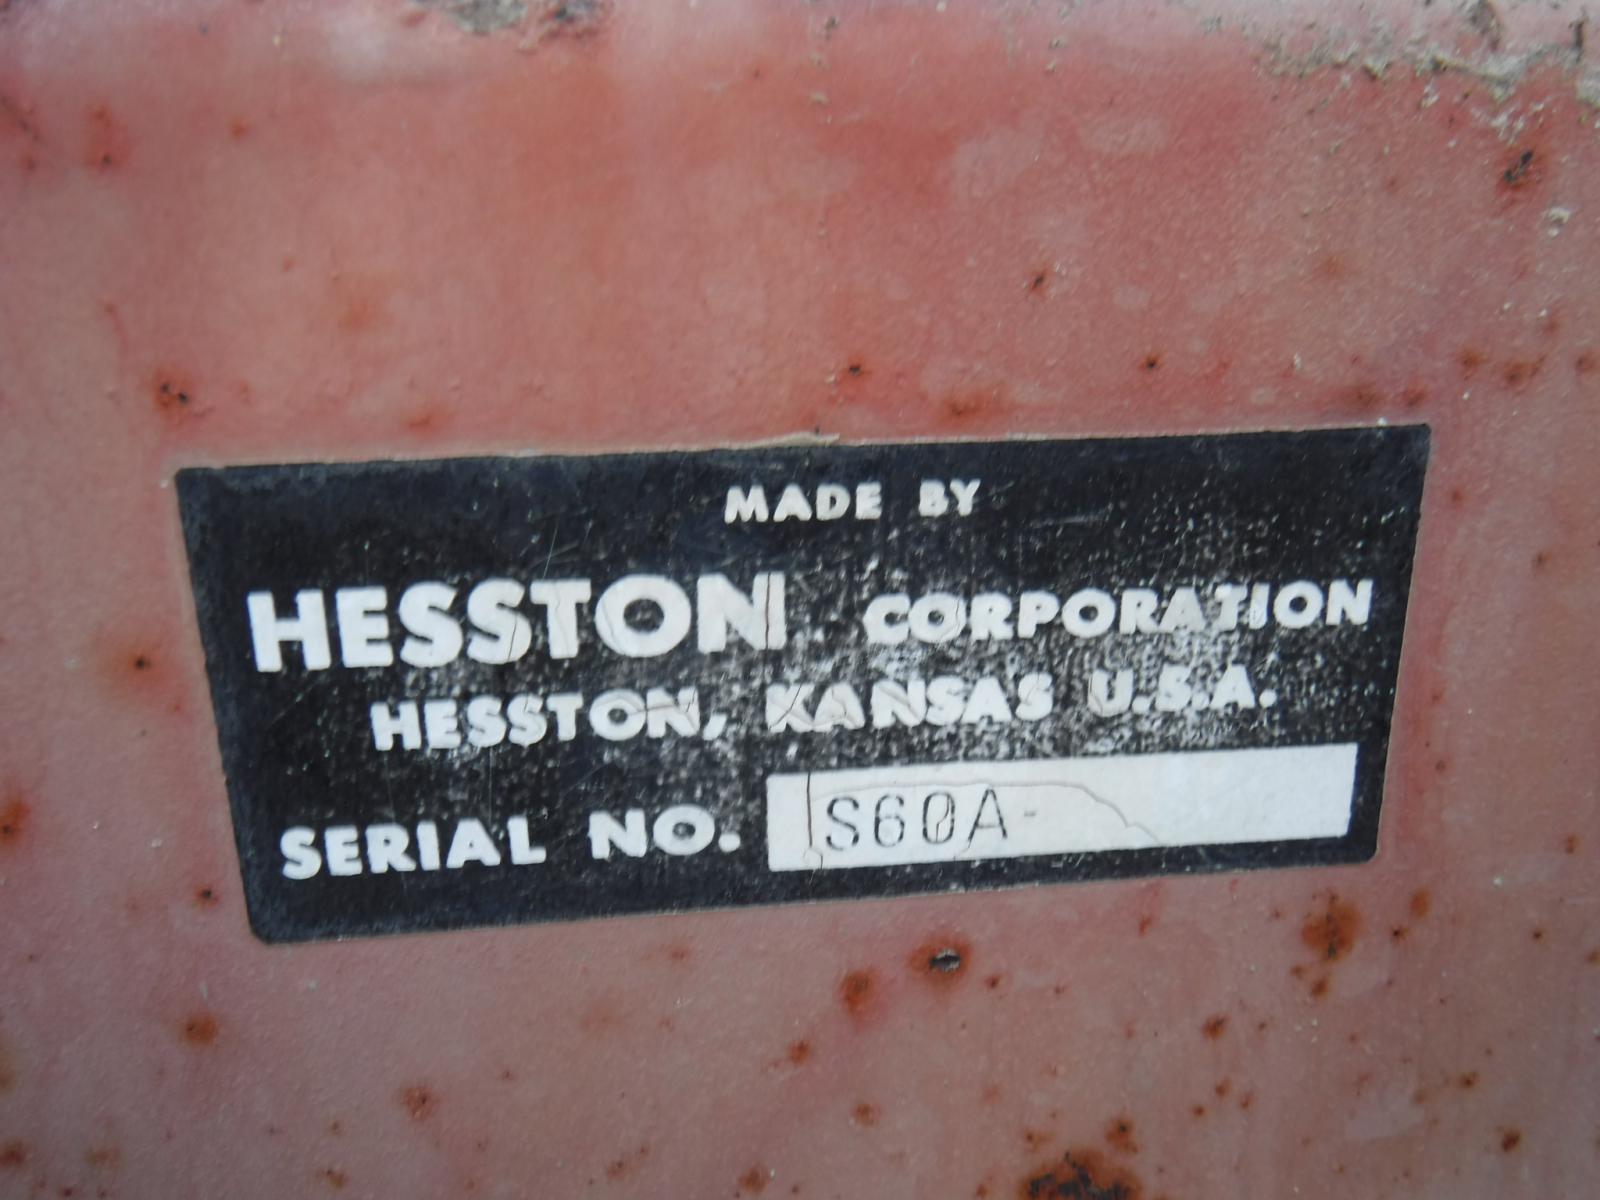 MADE BY
HESSTON CORPORATION
HESSTON, KANSAS U.S.A.
SERIAL NO. S60A-